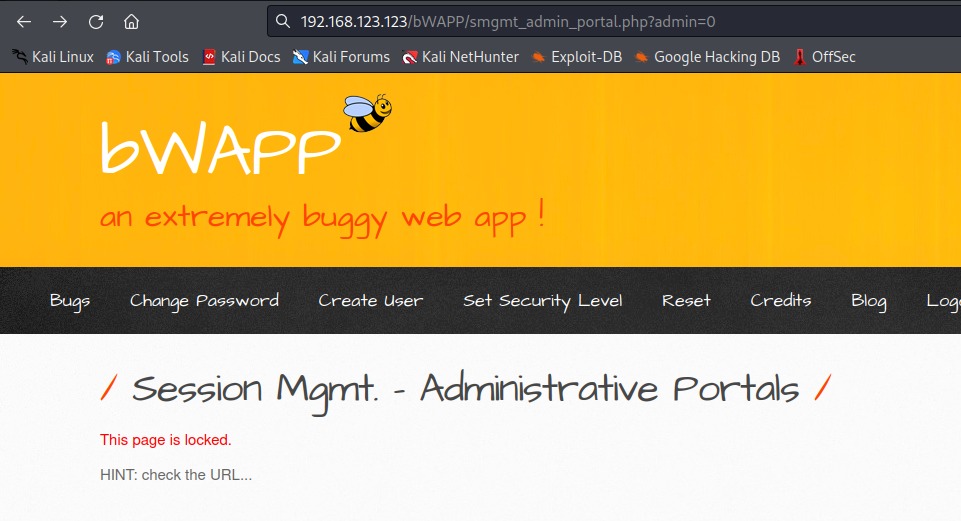 192.168.123.123/bWAPP/smgmt_admin_portal.php?admin=0
Kali Linux Kali Tools Kali Docs Kali Forums Kali NetHunter Exploit-DB Google Hacking DB OffSec
bWAPP
an extremely buggy web app !
Bugs Change Password Create User Set Security Level Reset Credits Blog
/ Session Mgmt. - Administrative Portals /
This page is locked.
HINT: check the URL...